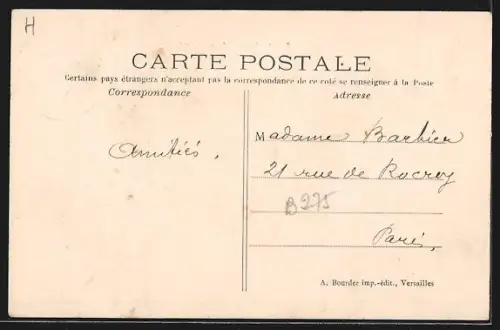 H
CARTE POSTALE
Certains pays étrangers n'acceptant pas la correspondance de ce coté se renseigner à la Poste
Correspondance
Adresse
Amitiés.
Madame Barbier
21 rue de Rocroy
B275
Paris,
A. Bourdier imp.-édit., Versailles